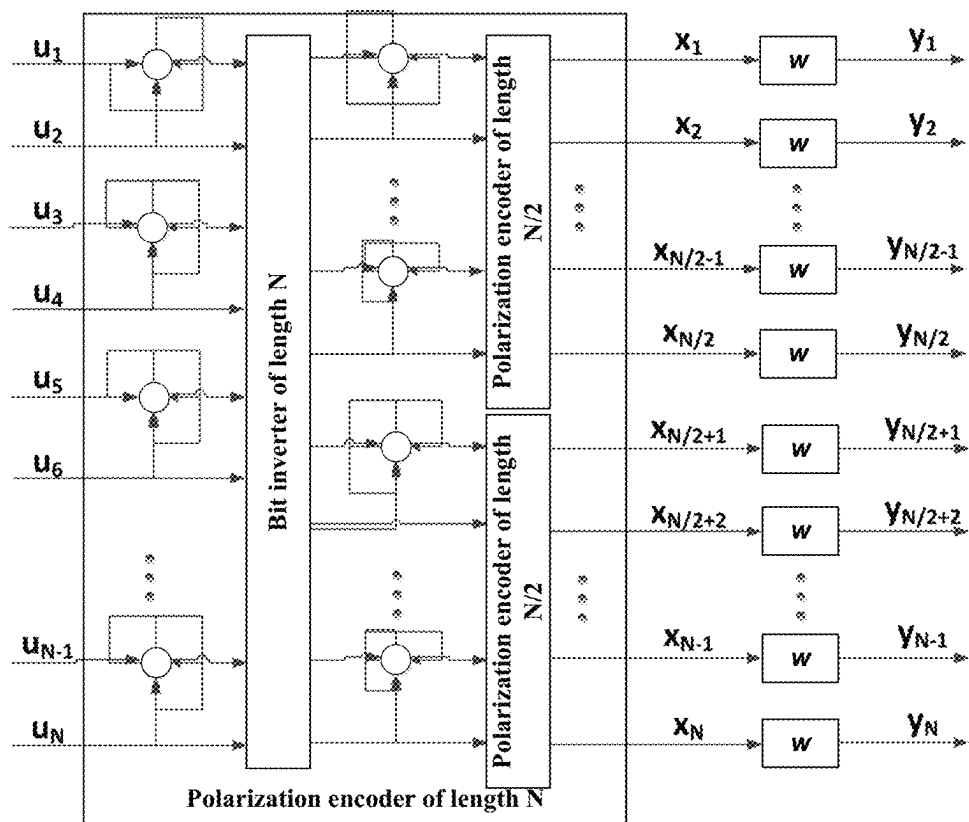 u1
u2
u3
u4
u5
u6
uN-1
uN
Bit inverter of length N
Polarization encoder of length
N/2
Polarization encoder of length
N/2
Polarization encoder of length N
x1
x2
xN/2-1
xN/2
xN/2+1
xN/2+2
xN-1
xN
w
w
w
w
w
w
w
w
y1
y2
yN/2-1
yN/2
yN/2+1
yN/2+2
yN-1
yN